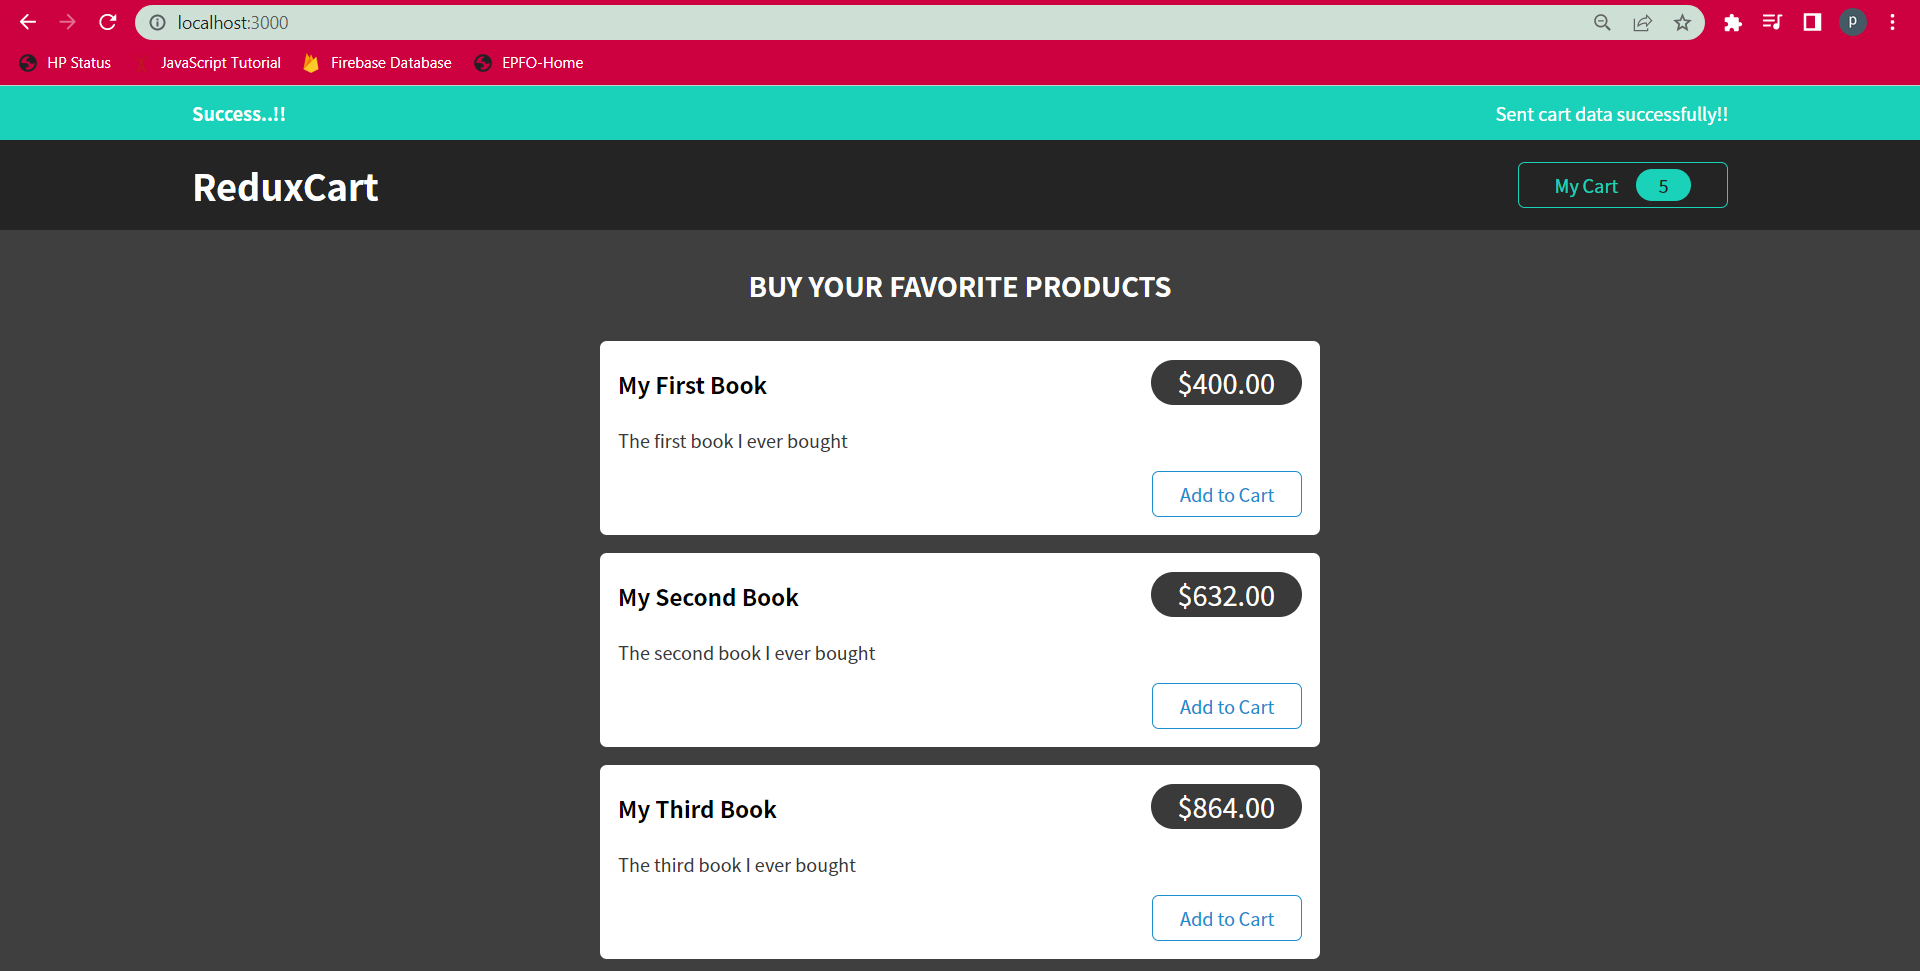 localhost:3000
P
HP Status JavaScript Tutorial Firebase Database EPFO-Home
Success..!! Sent cart data successfully!!
ReduxCart My Cart 5
BUY YOUR FAVORITE PRODUCTS
My First Book $400.00
The first book I ever bought
Add to Cart
My Second Book $632.00
The second book I ever bought
Add to Cart
My Third Book $864.00
The third book I ever bought
Add to Cart